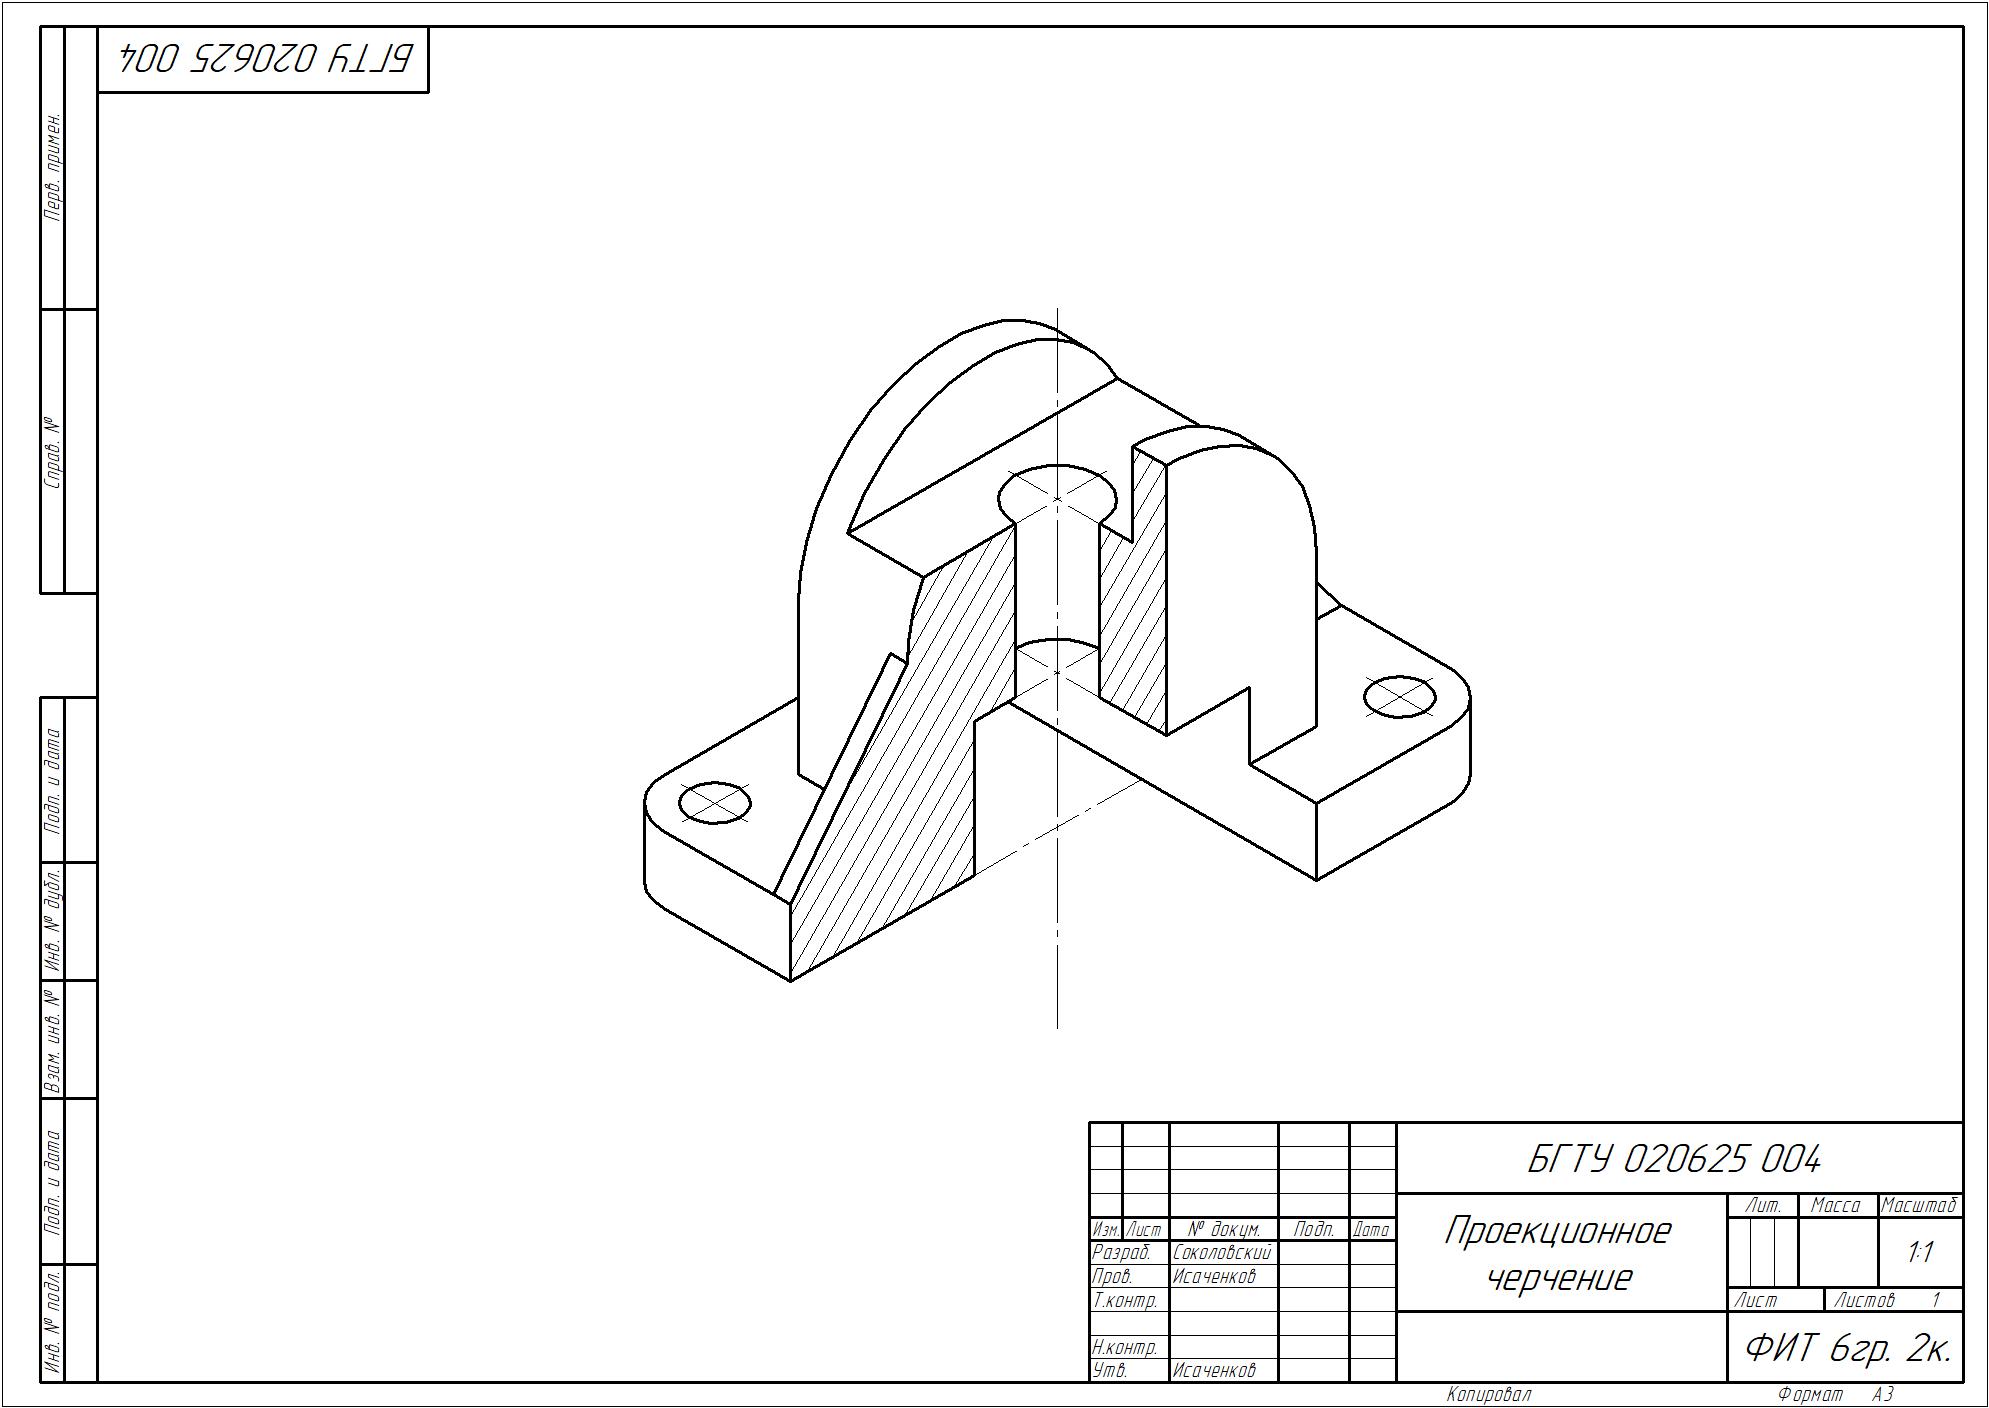 БГТУ 020625 004
Перв. примен.
Справ. №
Подп. и дата
Инв. № дубл.
Взам. инв. №
Подп. и дата
Инв. № подл.
БГТУ 020625 004
Изм. Лист № докум. Подп. Дата
Разраб. Соколовский
Пров. Исаченков
Т.контр.
Н.контр.
Утв. Исаченков
Проекционное
черчение
Лит. Масса Масштаб
1:1
Лист Листов 1
ФИТ 6гр. 2к.
Копировал Формат А3